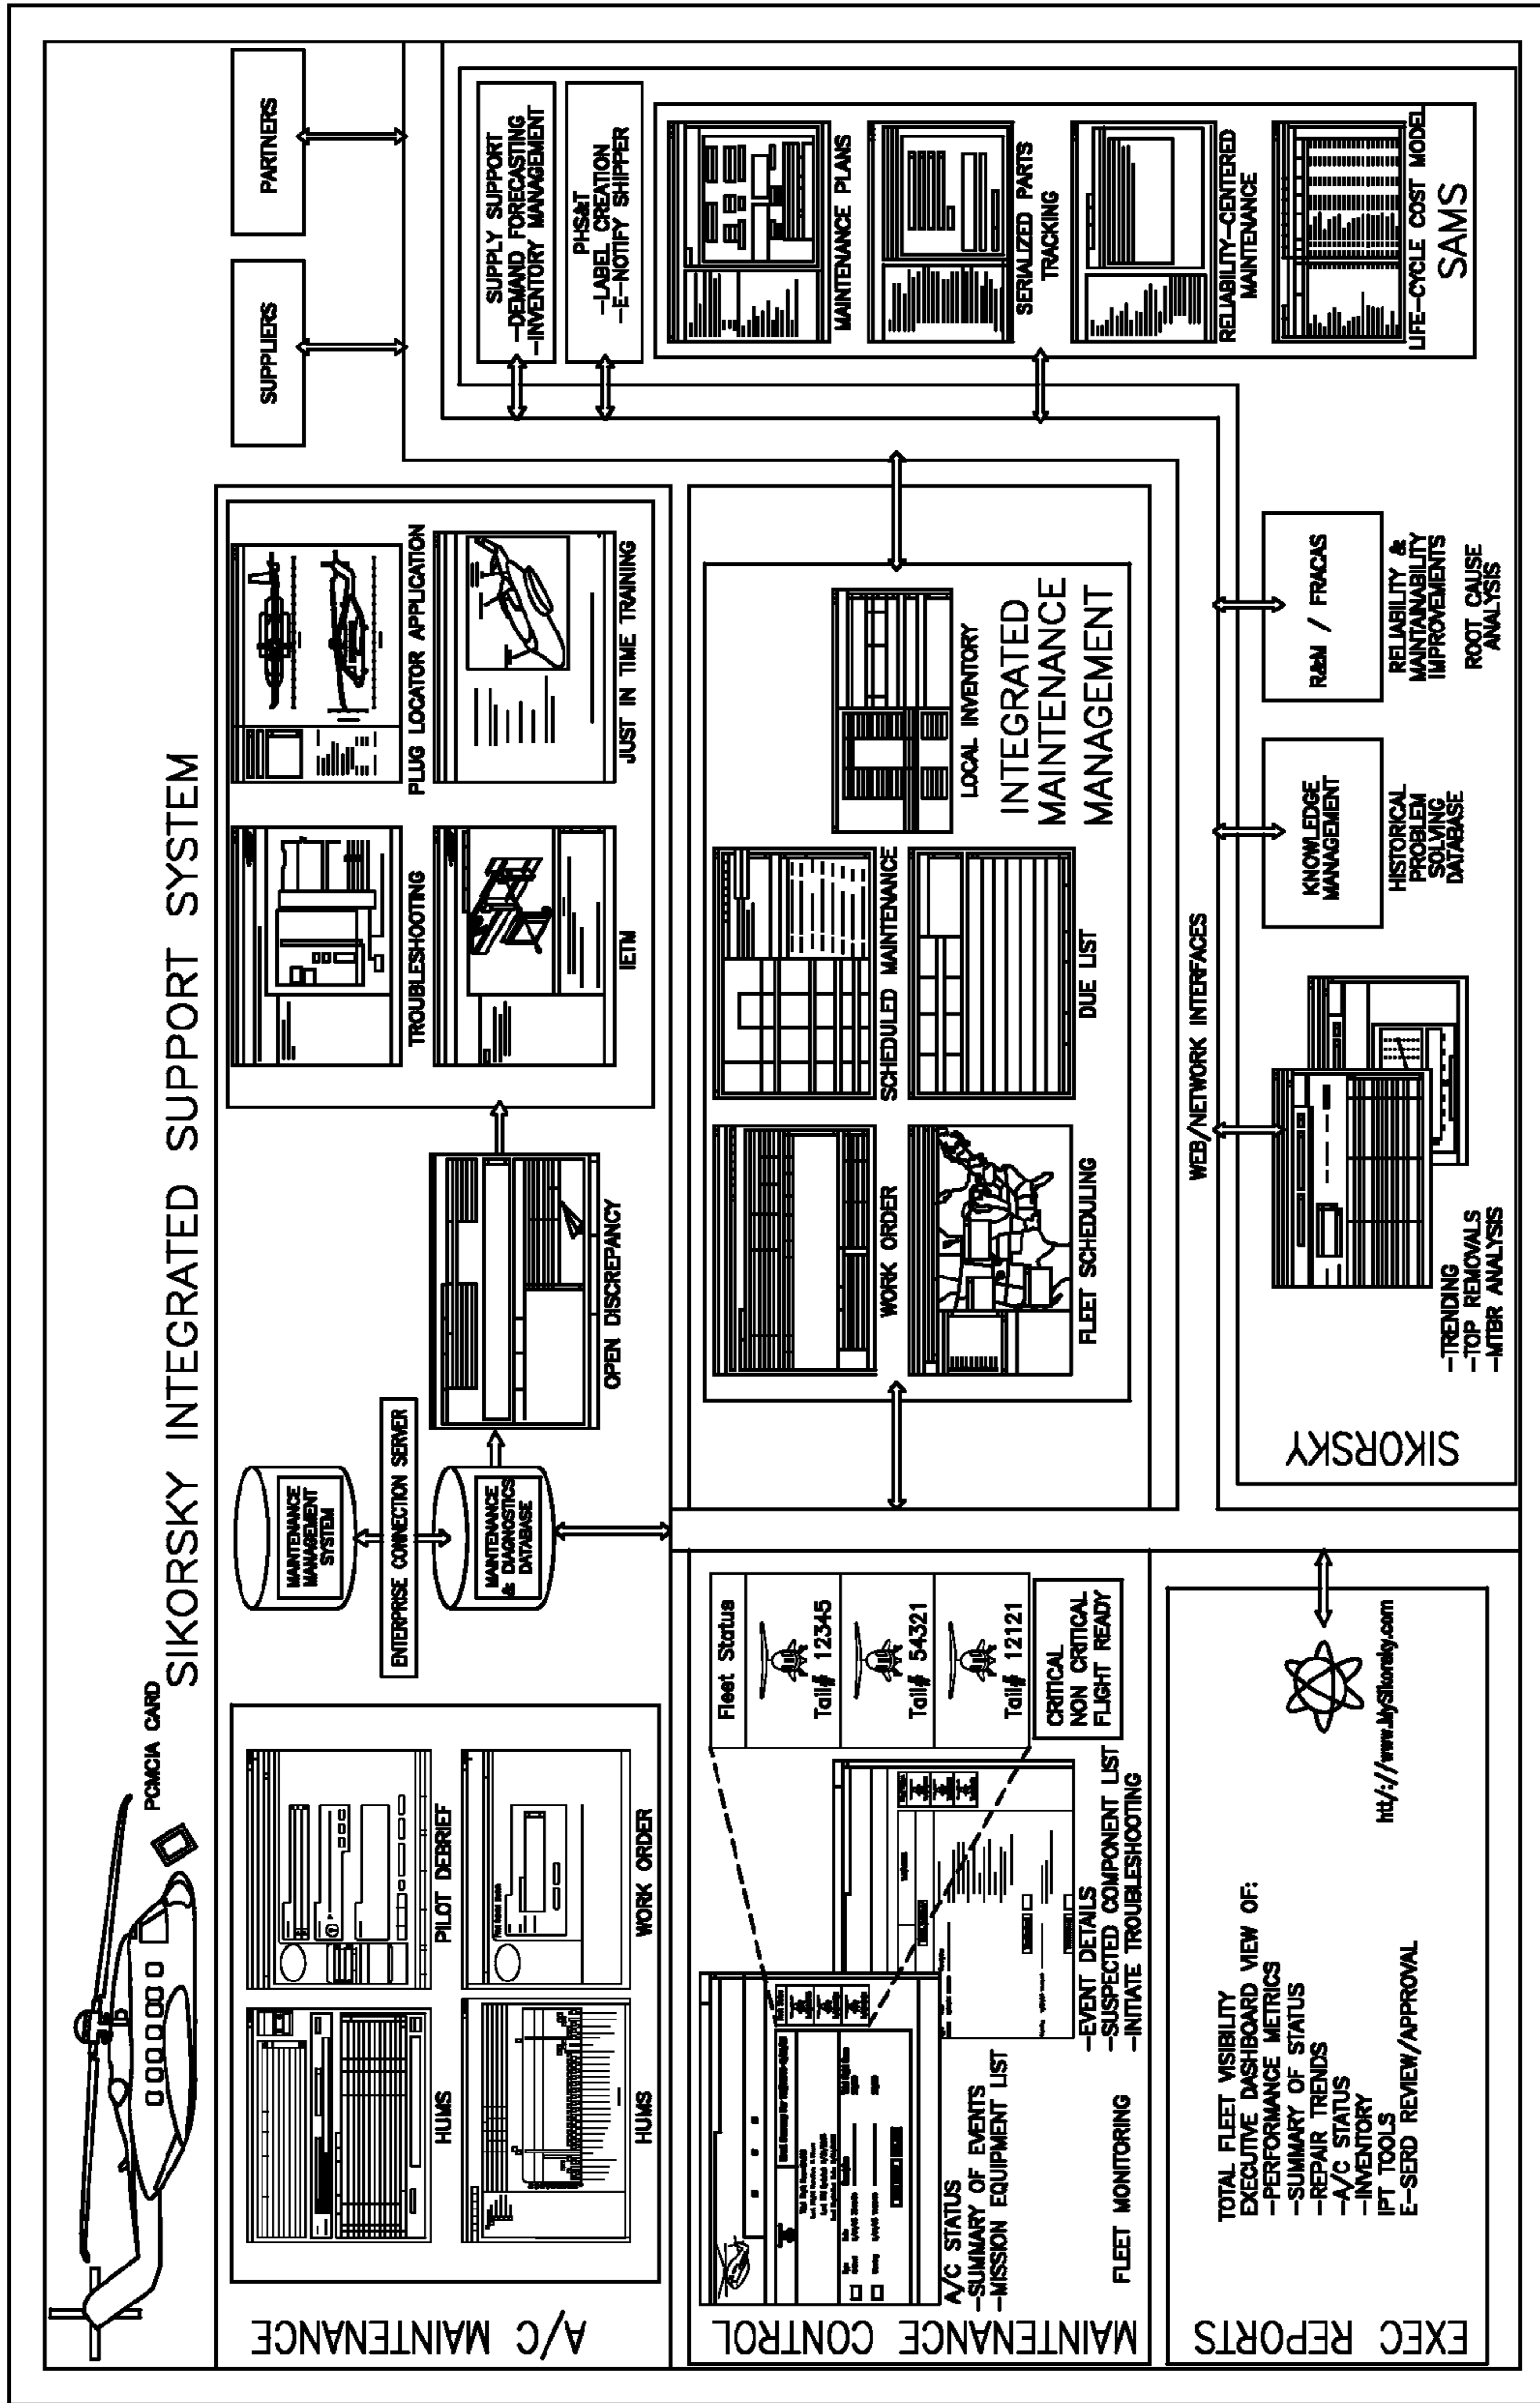 PCMCIA CARD
SIKORSKY INTEGRATED SUPPORT SYSTEM
SUPPLIERS
PARTNERS
A/C MAINTENANCE
HUMS
PILOT DEBRIEF
HUMS
WORK ORDER
MAINTENANCE
MANAGEMENT
SYSTEM
ENTERPRISE CONNECTION SERVER
MAINTENANCE
& DIAGNOSTICS
DATABASE
OPEN DISCREPANCY
TROUBLESHOOTING
PLUG LOCATOR APPLICATION
IETM
JUST IN TIME TRAINING
SUPPLY SUPPORT
-DEMAND FORECASTING
-INVENTORY MANAGEMENT
PHS&T
-LABEL CREATION
-E-NOTIFY SHIPPER
MAINTENANCE PLANS
SERIALIZED PARTS
TRACKING
RELIABILITY-CENTERED
MAINTENANCE
LIFE-CYCLE COST MODEL
SAMS
MAINTENANCE CONTROL
A/C STATUS
-SUMMARY OF EVENTS
-MISSION EQUIPMENT LIST
FLEET MONITORING
-EVENT DETAILS
-SUSPECTED COMPONENT LIST
-INITIATE TROUBLESHOOTING
Fleet Status
Tail# 12345
Tail# 54321
Tail# 12121
CRITICAL
NON CRITICAL
FLIGHT READY
WORK ORDER
SCHEDULED MAINTENANCE
FLEET SCHEDULING
DUE LIST
LOCAL INVENTORY
INTEGRATED
MAINTENANCE
MANAGEMENT
WEB/NETWORK INTERFACES
EXEC REPORTS
TOTAL FLEET VISIBILITY
EXECUTIVE DASHBOARD VIEW OF:
-PERFORMANCE METRICS
-SUMMARY OF STATUS
-REPAIR TRENDS
-A/C STATUS
-INVENTORY
IPT TOOLS
E-SERD REVIEW/APPROVAL
htt/://www.MySikorsky.com
SIKORSKY
-TRENDING
-TOP REMOVALS
-MTBR ANALYSIS
KNOWLEDGE
MANAGEMENT
HISTORICAL
PROBLEM
SOLVING
DATABASE
R&M / FRACAS
RELIABILITY &
MAINTAINABILITY
IMPROVEMENTS
ROOT CAUSE
ANALYSIS